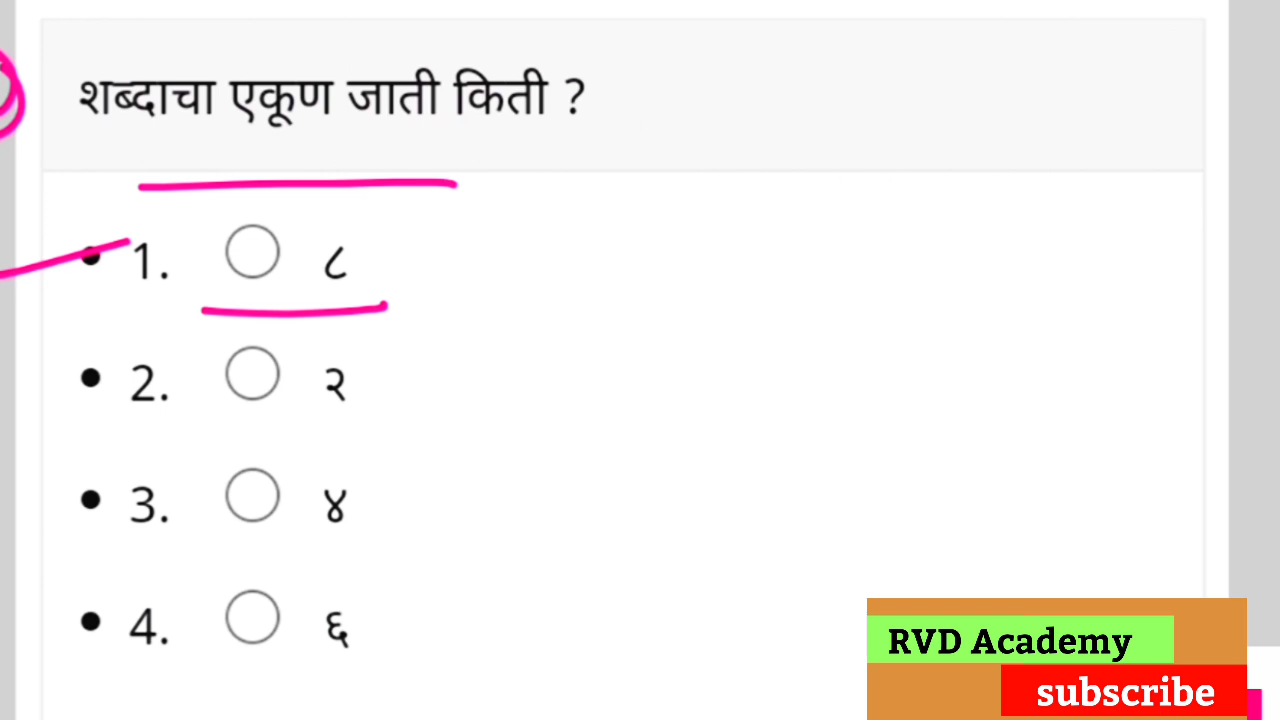 शब्दाचा एकूण जाती किती ?
1. ८
2. २
3. ४
4. ६
RVD Academy
subscribe